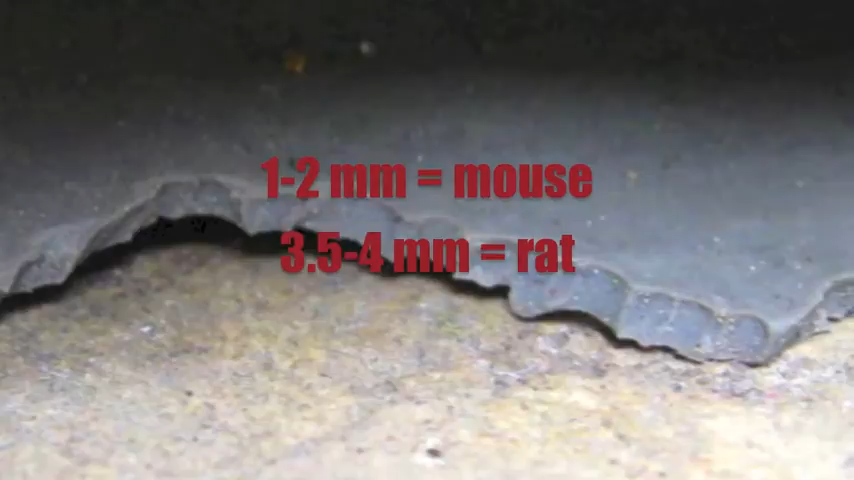 1-2 mm = mouse
3.5-4 mm = rat